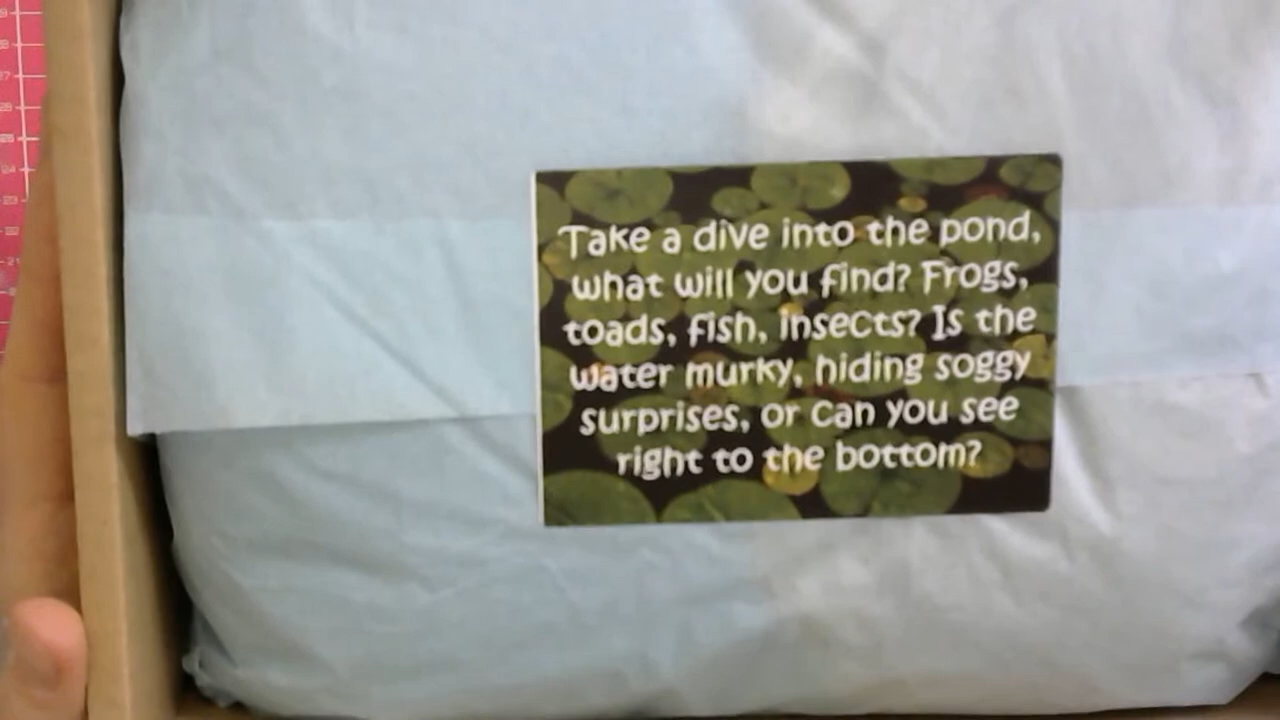 Take a dive into the pond,
what will you find? Frogs,
toads, fish, insects? Is the
water murky, hiding soggy
surprises, or can you see
right to the bottom?